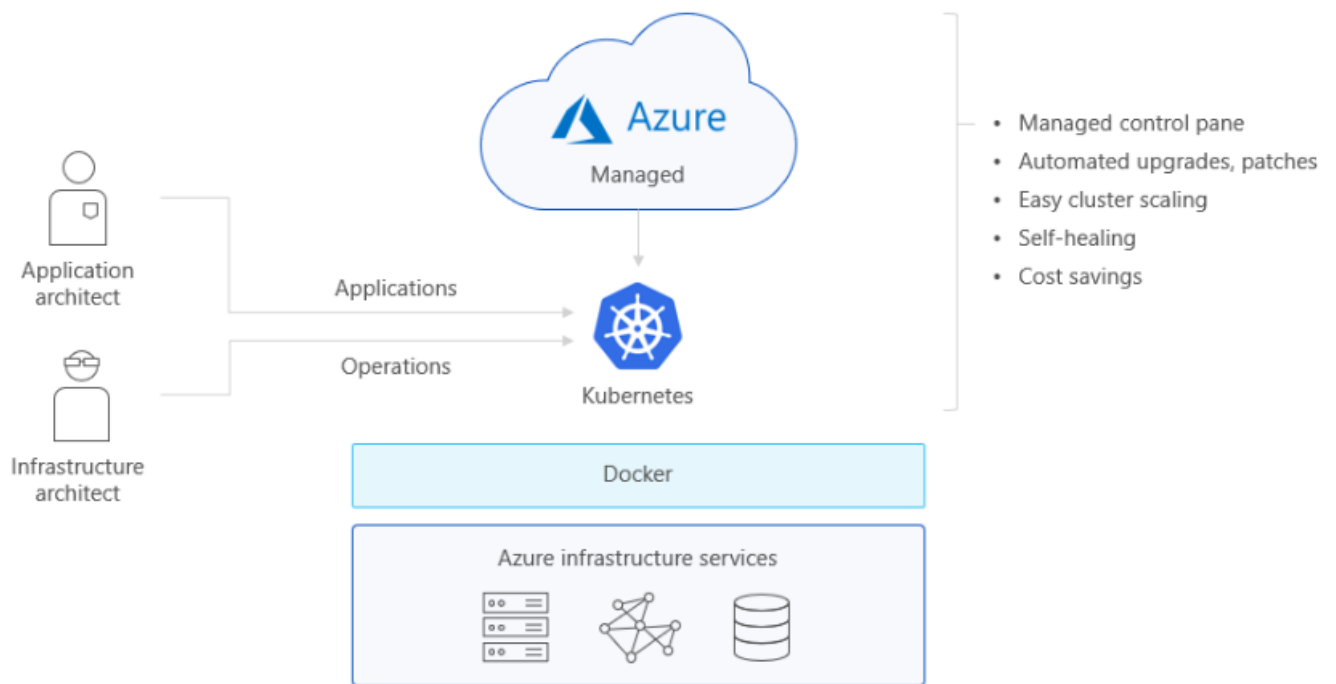 Azure
Managed
Managed control pane
Automated upgrades, patches
Easy cluster scaling
Self-healing
Cost savings
Application
architect
Applications
Operations
Kubernetes
Infrastructure
architect
Docker
Azure infrastructure services